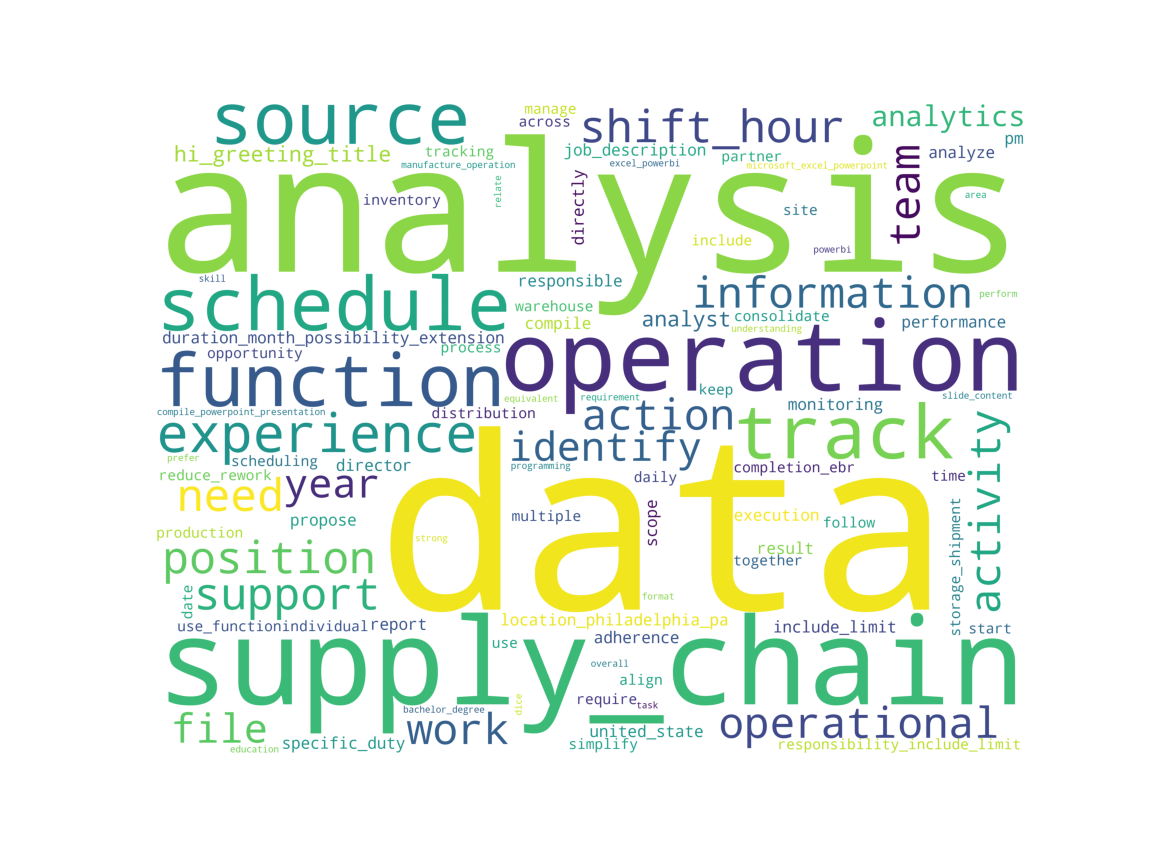 source
manage
across
shift_hour
analytics
pm
hi_greeting_title
tracking
manufacture_operation
job_description
excel_powerbi
partner
microsoft_excel_powerpoint
team
analyze
analysis
inventory
relate
directly
site
include
powerbi
area
skill
schedule
responsible
warehouse
compile
information
perform
analyst
consolidate
understanding
performance
duration_month_possibility_extension
opportunity
process
operation
function
equivalent
requirement
keep
slide_content
compile_powerpoint_presentation
distribution
action
monitoring
track
activity
experience
identify
prefer
scheduling
director
programming
daily
completion_ebr
time
reduce_rework
need
year
data
multiple
scope
execution
follow
propose
production
strong
result
together
position
storage_shipment
date
support
format
use_functionindividual
report
location_philadelphia_pa
include_limit
start
use
adherence
supply_chain
overall
align
require
task
bachelor_degree
dice
file
work
united_state
operational
education
specific_duty
simplify
responsibility_include_limit